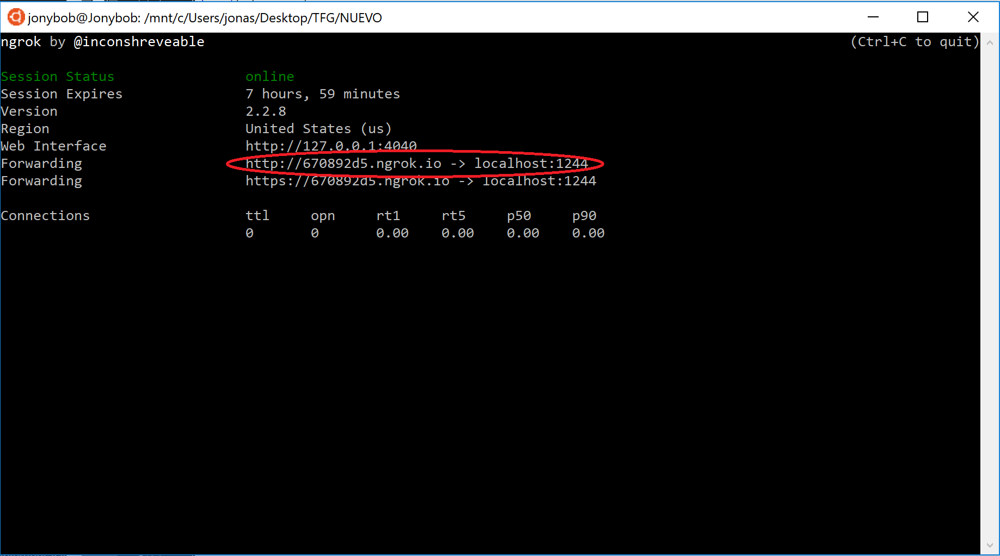 jonybob@Jonybob: /mnt/c/Users/jonas/Desktop/TFG/NUEVO
ngrok by @inconshreveable (Ctrl+C to quit)
Session Status online
Session Expires 7 hours, 59 minutes
Version 2.2.8
Region United States (us)
Web Interface http://127.0.0.1:4040
Forwarding http://670892d5.ngrok.io -> localhost:1244
Forwarding https://670892d5.ngrok.io -> localhost:1244
Connections ttl opn rt1 rt5 p50 p90
0 0 0.00 0.00 0.00 0.00